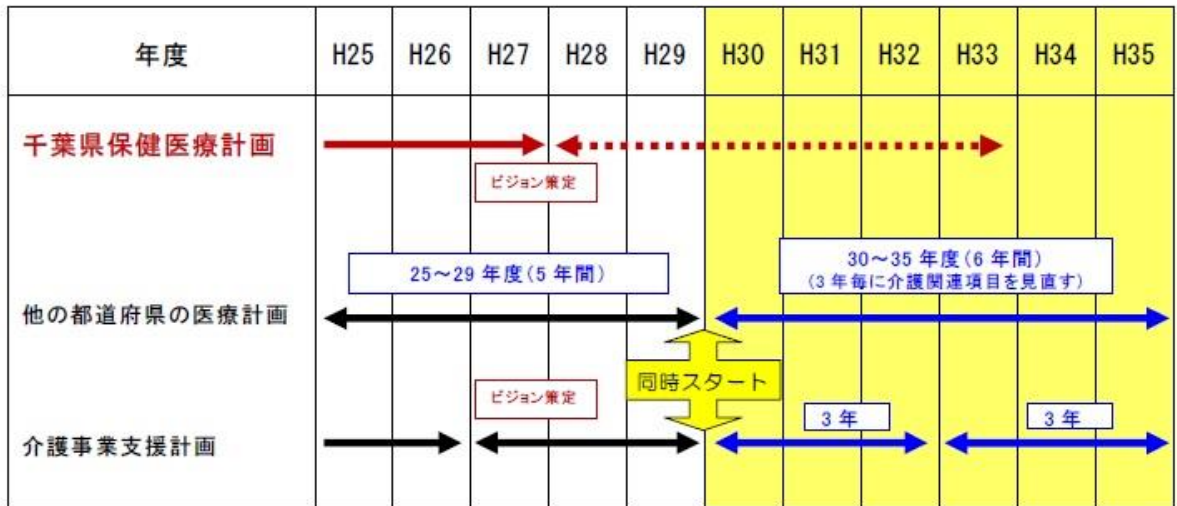 年度 H25 H26 H27 H28 H29 H30 H31 H32 H33 H34 H35
千葉県保健医療計画
ビジョン策定
25～29 年度(5 年間)
30～35 年度(6 年間)
(3 年毎に介護関連項目を見直す)
他の都道府県の医療計画
同時スタート
ビジョン策定
3 年
3 年
介護事業支援計画